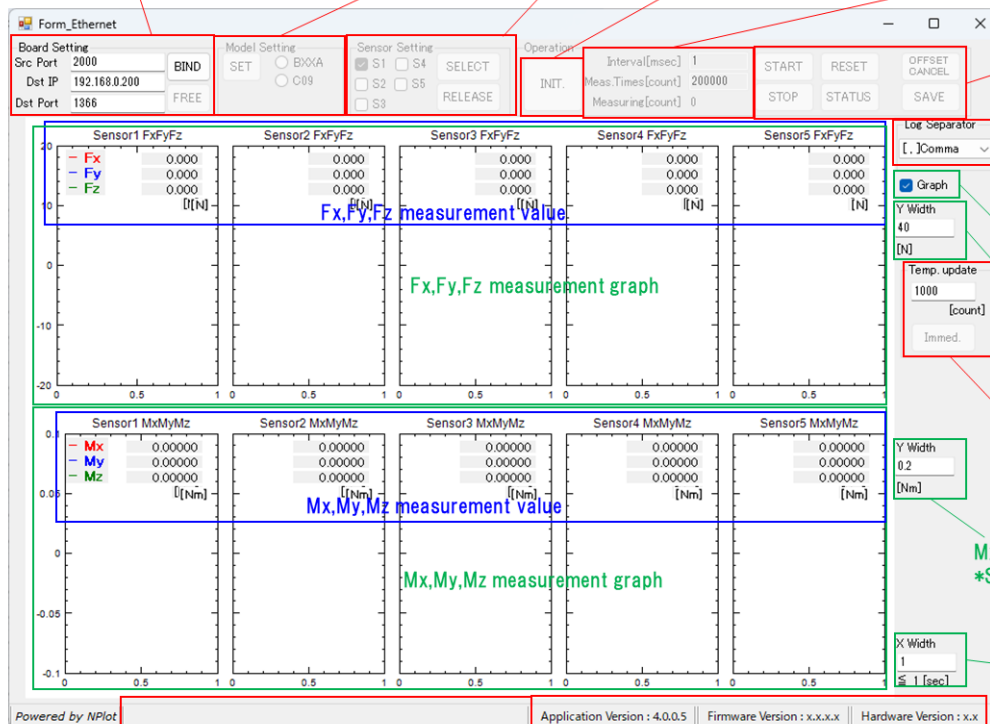 Form_Ethernet
Board Setting
Src Port 2000
BIND
Dst IP 192.168.0.200
Dst Port 1366
FREE
Model Setting
SET
BXXA
C09
Sensor Setting
S1 S4 SELECT
S2 S5
S3 RELEASE
Operation
INIT.
Interval[msec] 1
Meas.Times[count] 200000
Measuring[count] 0
START RESET OFFSET CANCEL
STOP STATUS SAVE
Log Separator
[,]Comma
Graph
Y Width
40
[N]
Temp. update
1000
[count]
Immed.
Sensor1 FxFyFz Sensor2 FxFyFz Sensor3 FxFyFz Sensor4 FxFyFz Sensor5 FxFyFz
20
Fx 0.000 0.000 0.000 0.000 0.000
Fy 0.000 0.000 0.000 0.000 0.000
Fz 0.000 0.000 0.000 0.000 0.000
10 [N] [N] [N] [N] [N]
Fx,Fy,Fz measurement value
0
Fx,Fy,Fz measurement graph
-10
-20
0 0.5 1 0 0.5 1 0 0.5 1 0 0.5 1 0 0.5 1
Sensor1 MxMyMz Sensor2 MxMyMz Sensor3 MxMyMz Sensor4 MxMyMz Sensor5 MxMyMz
0.1
Mx 0.00000 0.00000 0.00000 0.00000 0.00000
My 0.00000 0.00000 0.00000 0.00000 0.00000
Mz 0.00000 0.00000 0.00000 0.00000 0.00000
0.05 [Nm] [Nm] [Nm] [Nm] [Nm]
Mx,My,Mz measurement value
0
Mx,My,Mz measurement graph
-0.05
-0.1
0 0.5 1 0 0.5 1 0 0.5 1 0 0.5 1 0 0.5 1
Y Width
0.2
[Nm]
M
*S
X Width
1
≦ 1 [sec]
Powered by NPlot
Application Version : 4.0.0.5
Firmware Version : x.x.x.x
Hardware Version : x.x